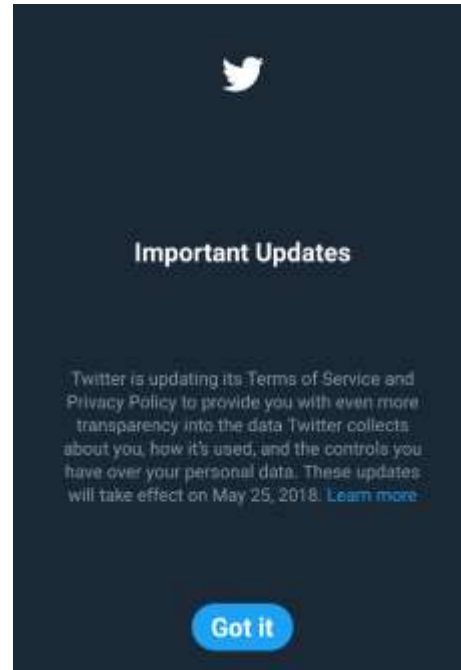 Important Updates
Twitter is updating its Terms of Service and
Privacy Policy to provide you with even more
transparency into the data Twitter collects
about you, how it's used, and the controls you
have over your personal data. These updates
will take effect on May 25, 2018. Learn more
Got it